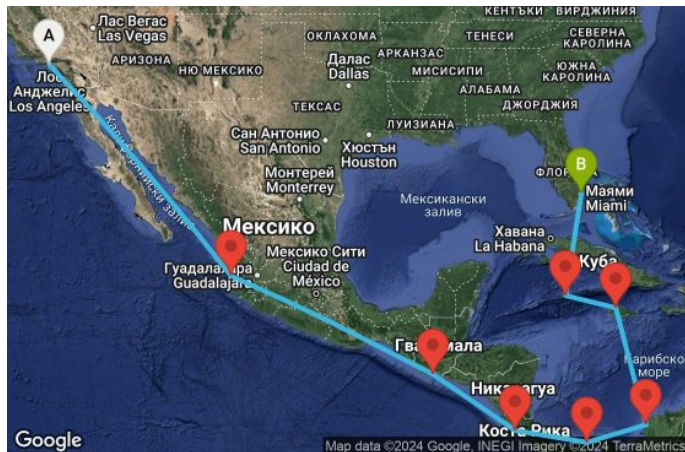 КЕНТЪКИ
ВИРДЖИНИЯ
A
Лас Вегас
Las Vegas
ОКЛАХОМА
ТЕНЕСИ
СЕВЕРНА
КАРОЛИНА
АРКАНЗАС
Далас
Dallas
Лос
Анджелис
Los Angeles
АРИЗОНА
НЮ МЕКСИКО
МИСИСИПИ
ЮЖНА
КАРОЛИНА
АЛАБАМА
ДЖОРДЖИЯ
ТЕКСАС
ЛУИЗИАНА
Сан Антонио
San Antonio
Хюстън
Houston
Калифорнийски залив
Монтерей
Monterrey
ФЛОР
B
Маями
Miami
Мексикански
залив
Мексико
Хавана
La Habana
Мексико Сити
Ciudad de
México
Гуадалахара
Guadalajara
Куба
Гватемала
Карибско
море
Никарагуа
Коста Рика
Google
Map data ©2024 Google, INEGI Imagery ©2024 TerraMetrics